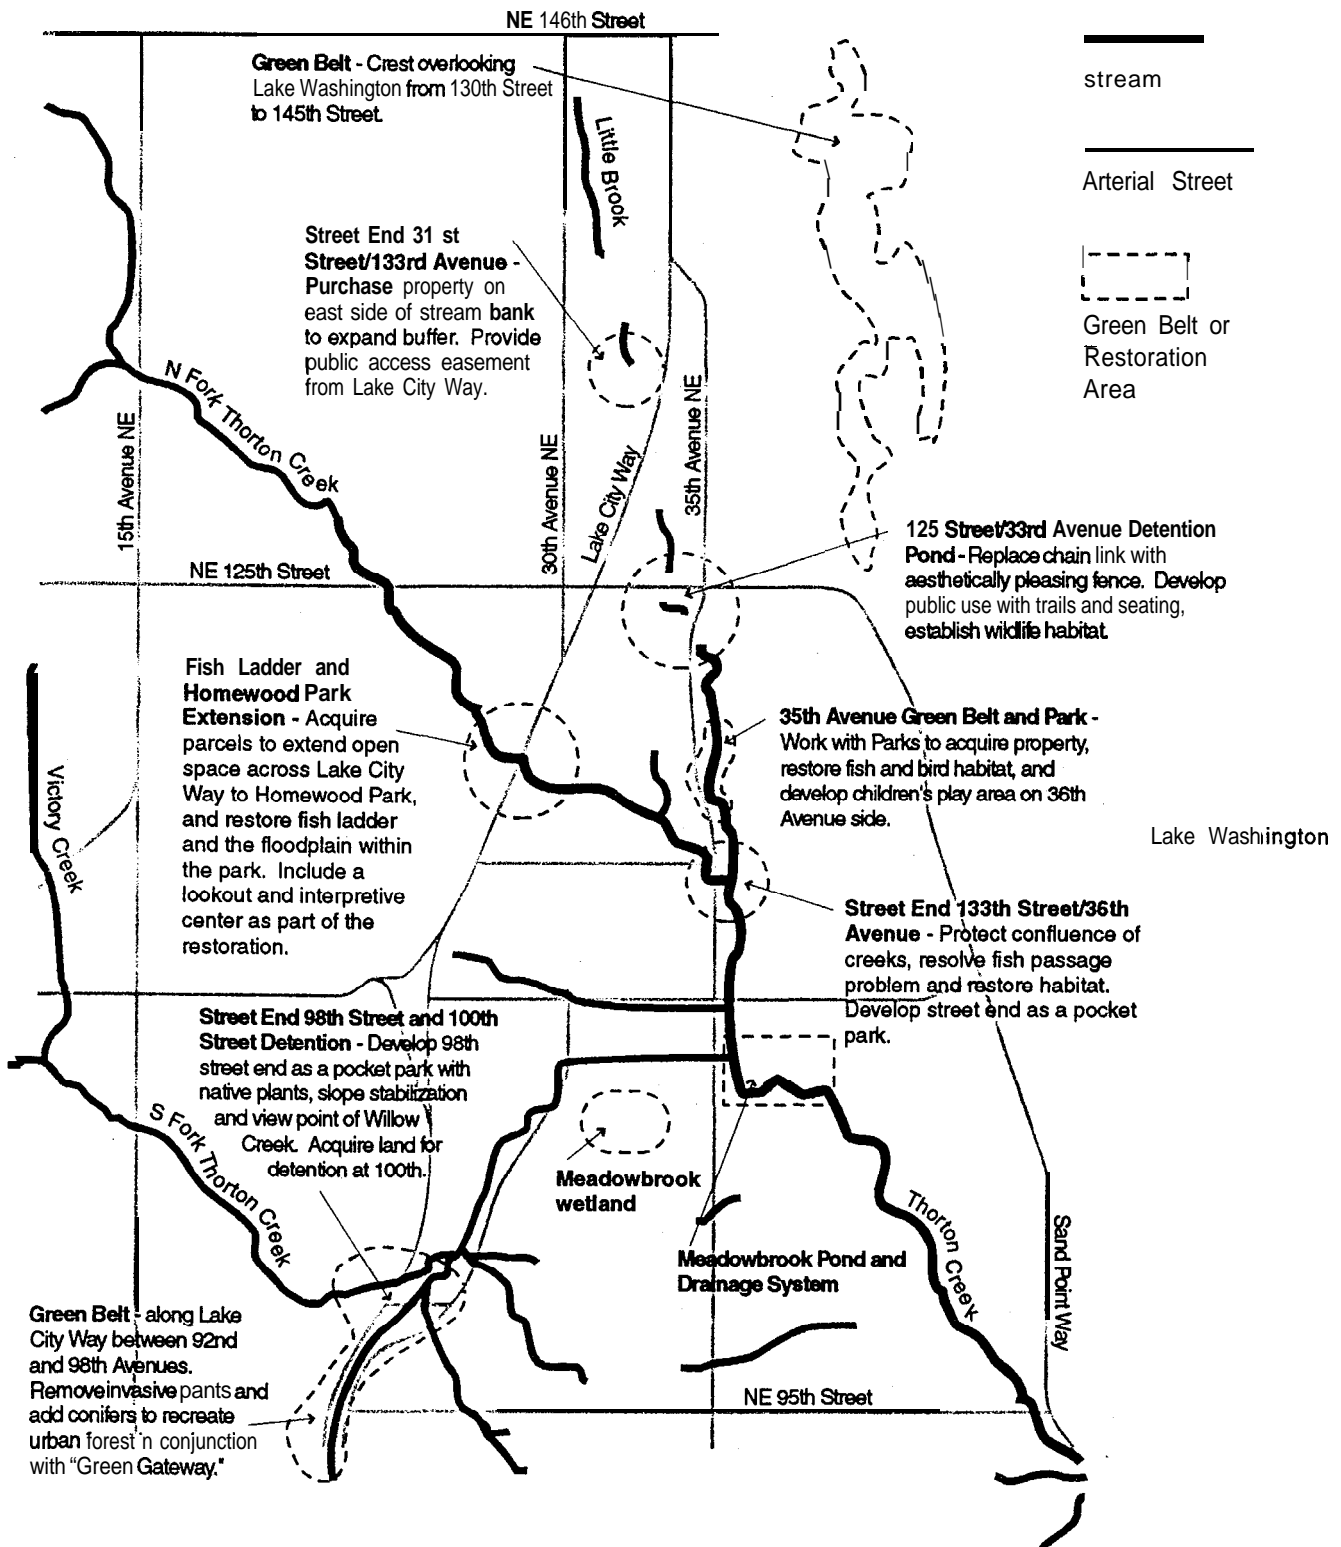 NE 146th Street
Green Belt - Crest overlooking
Lake Washington from 130th Street
to 145th Street.
stream
Arterial Street
Green Belt or
Restoration
Area
Little Brook
Street End 31 st
Street/133rd Avenue -
Purchase property on
east side of stream bank
to expand buffer. Provide
public access easement
from Lake City Way.
N Fork Thorton Creek
15th Avenue NE
30th Avenue NE
Lake City Way
35th Avenue NE
NE 125th Street
125 Street/33rd Avenue Detention
Pond - Replace chain link with
aesthetically pleasing fence. Develop
public use with trails and seating,
establish wildlife habitat.
Fish Ladder and
Homewood Park
Extension - Acquire
parcels to extend open
space across Lake City
Way to Homewood Park,
and restore fish ladder
and the floodplain within
the park. Include a
lookout and interpretive
center as part of the
restoration.
35th Avenue Green Belt and Park -
Work with Parks to acquire property,
restore fish and bird habitat, and
develop children's play area on 36th
Avenue side.
Victory Creek
Lake Washington
Street End 133th Street/36th
Avenue - Protect confluence of
creeks, resolve fish passage
problem and restore habitat.
Develop street end as a pocket
park.
Street End 98th Street and 100th
Street Detention - Develop 98th
street end as a pocket park with
native plants, slope stabilization
and view point of Willow
Creek. Acquire land for
detention at 100th.
S Fork Thorton Creek
Meadowbrook
wetland
Meadowbrook Pond and
Drainage System
Thorton Creek
Sand Point Way
Green Belt - along Lake
City Way between 92nd
and 98th Avenues.
Remove invasive pants and
add conifers to recreate
urban forest 'n conjunction
with "Green Gateway."
NE 95th Street